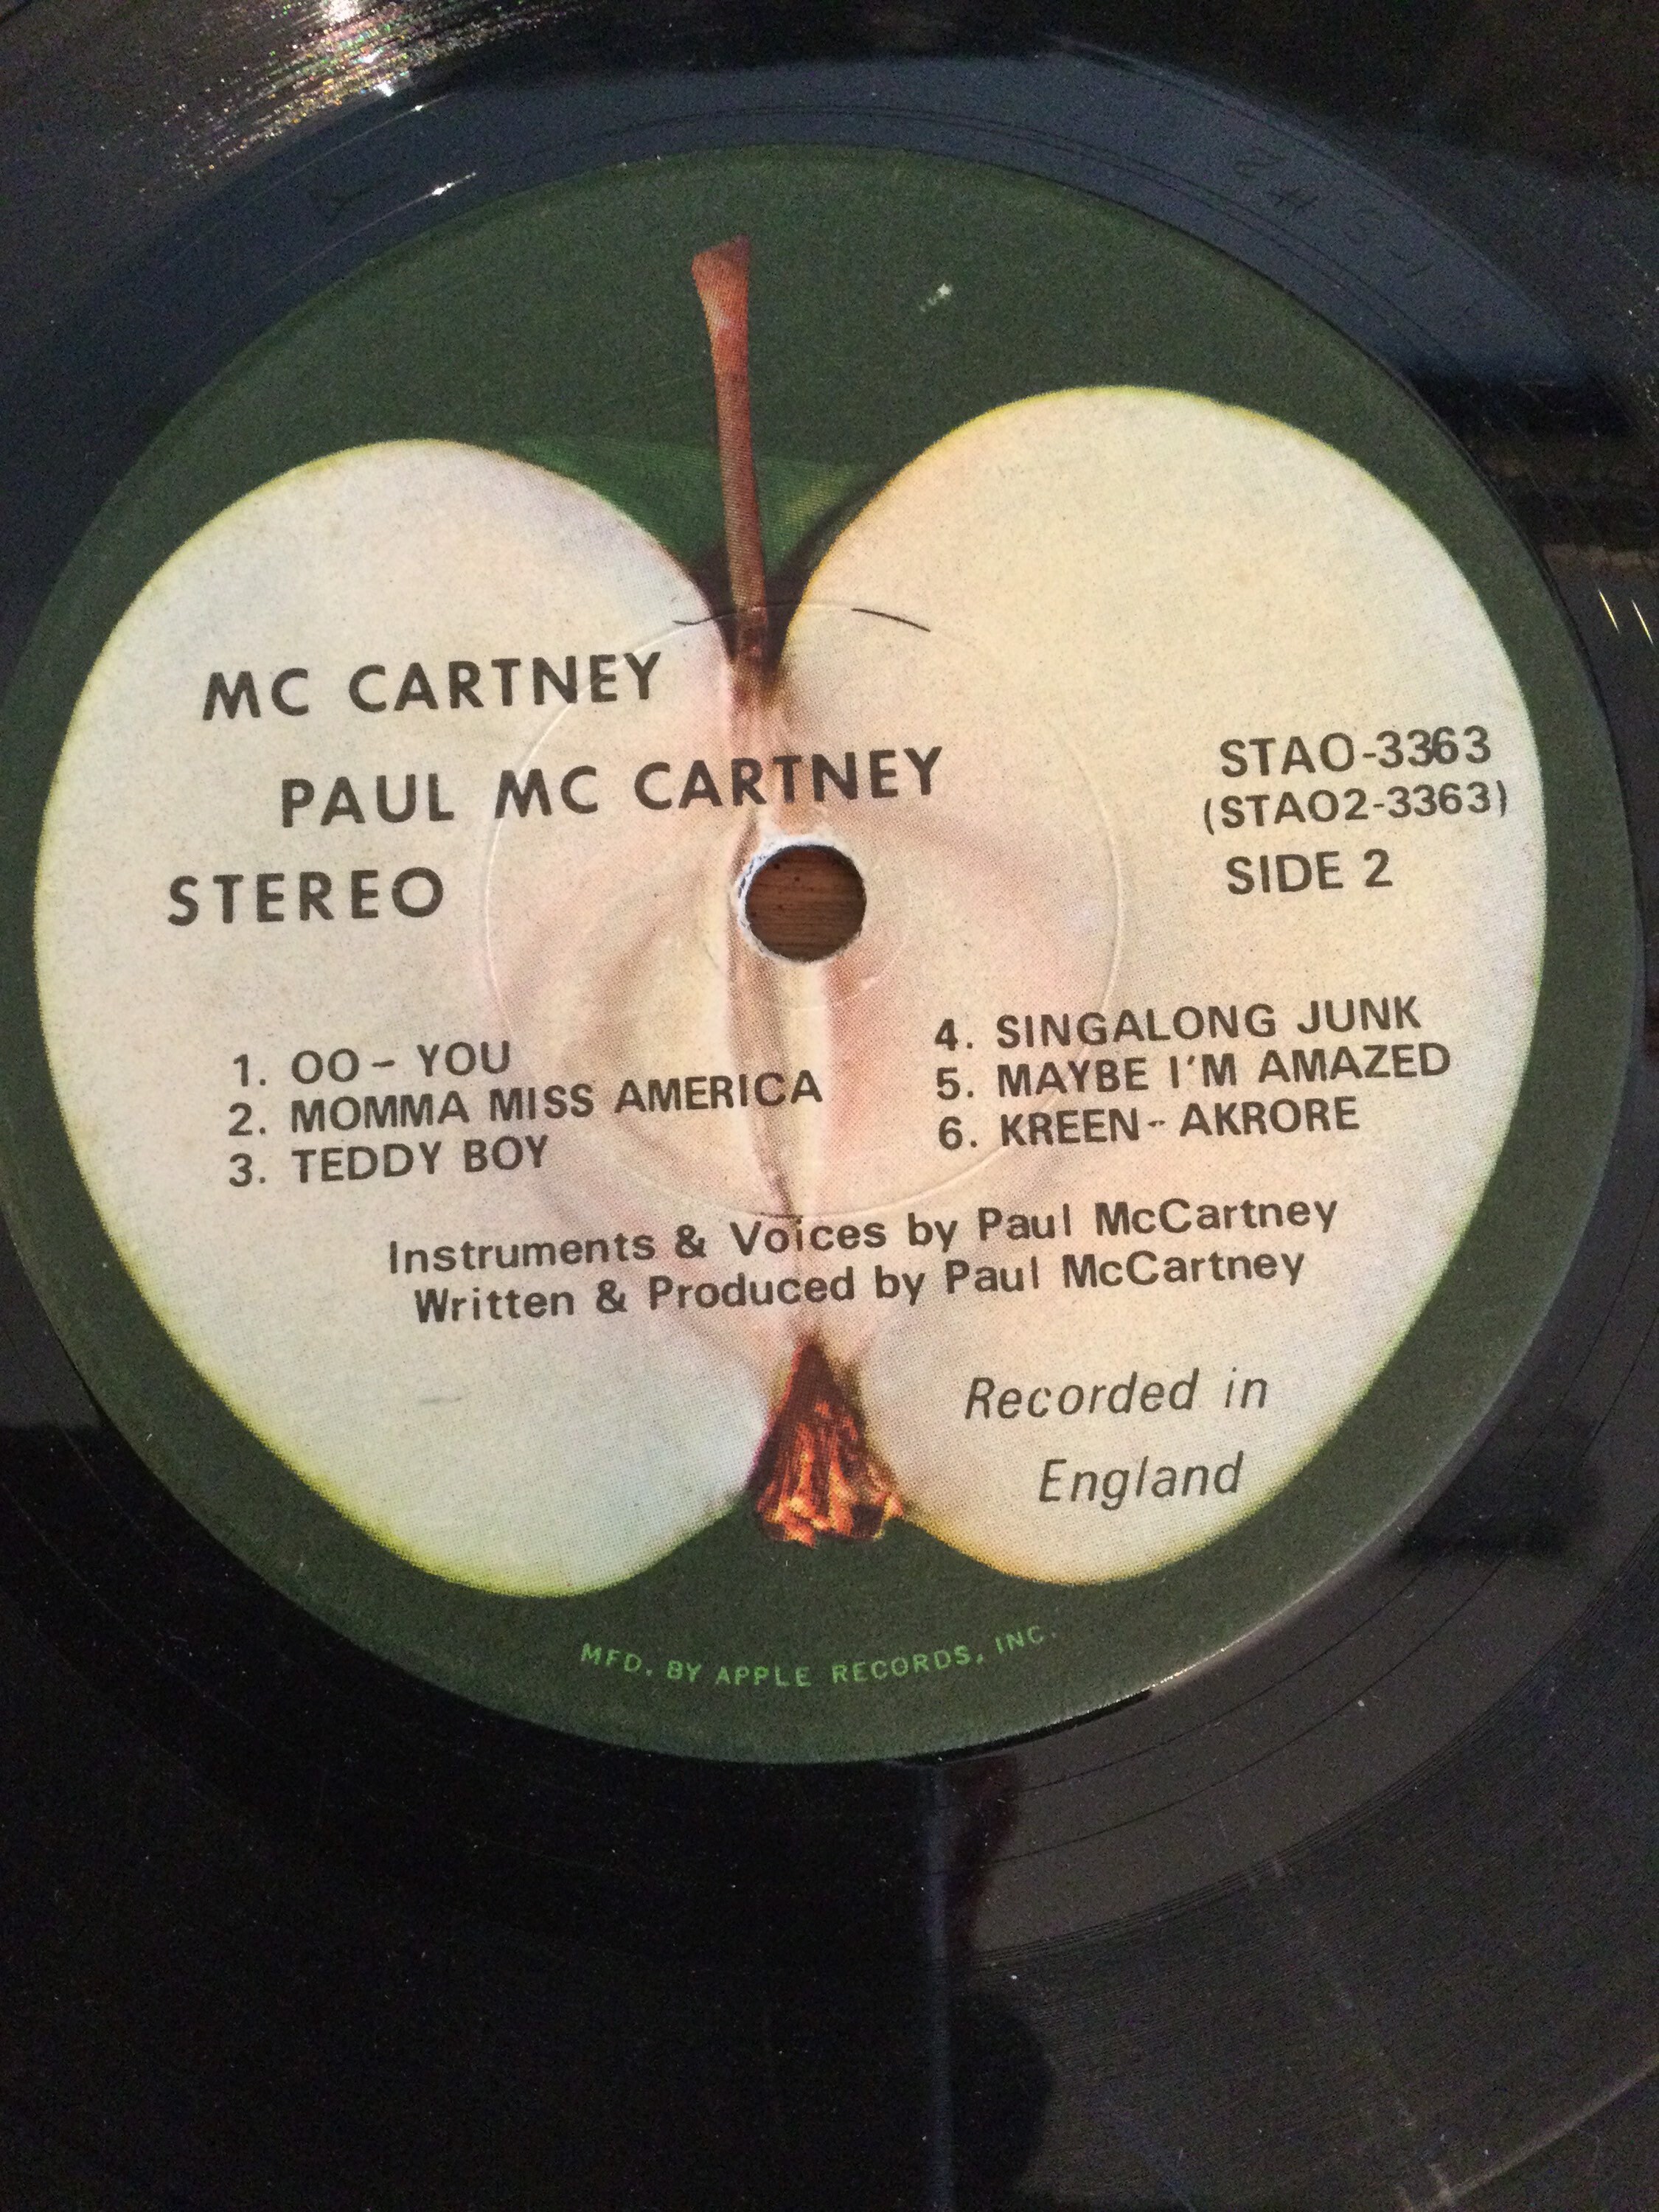 MC CARTNEY
PAUL MC CARTNEY
STEREO
STAO-3363
(STAO2-3363)
SIDE 2
1. OO - YOU
2. MOMMA MISS AMERICA
3. TEDDY BOY
4. SINGALONG JUNK
5. MAYBE I'M AMAZED
6. KREEN - AKRORE
Instruments & Voices by Paul McCartney
Written & Produced by Paul McCartney
Recorded in
England
MFD. BY APPLE RECORDS, INC.